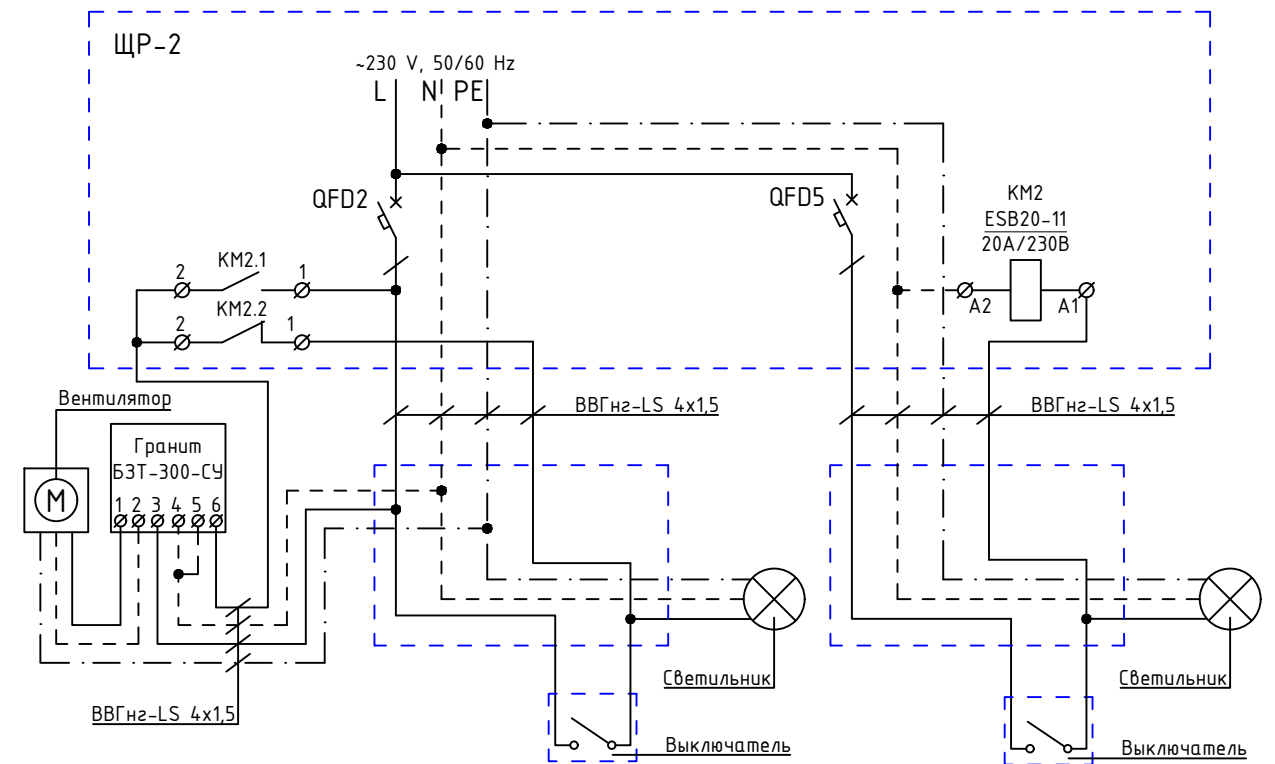 ЩР-2
~230 V, 50/60 Hz
L N PE
QFD2
QFD5
KM2
ESB20-11
20A/230В
KM2.1
2 1
A2 A1
KM2.2
2 1
ВВГнг-LS 4x1,5
ВВГнг-LS 4x1,5
Вентилятор
Гранит
БЗТ-300-СУ
1 2 3 4 5 6
M
Светильник
Светильник
ВВГнг-LS 4x1,5
Выключатель
Выключатель